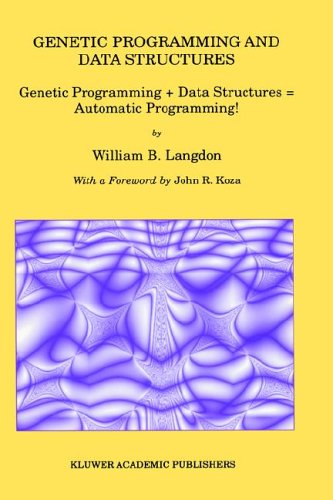 GENETIC PROGRAMMING AND
DATA STRUCTURES
Genetic Programming + Data Structures =
Automatic Programming!
by
William B. Langdon
With a Foreword by John R. Koza
KLUWER ACADEMIC PUBLISHERS